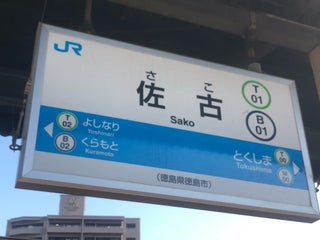 JR
さ こ
佐古
Sako
T
01
B
01
T
02
よしなり
Yoshinari
B
02
くらもと
Kuramoto
とくしま
Tokushima
T
00
(徳島県徳島市)